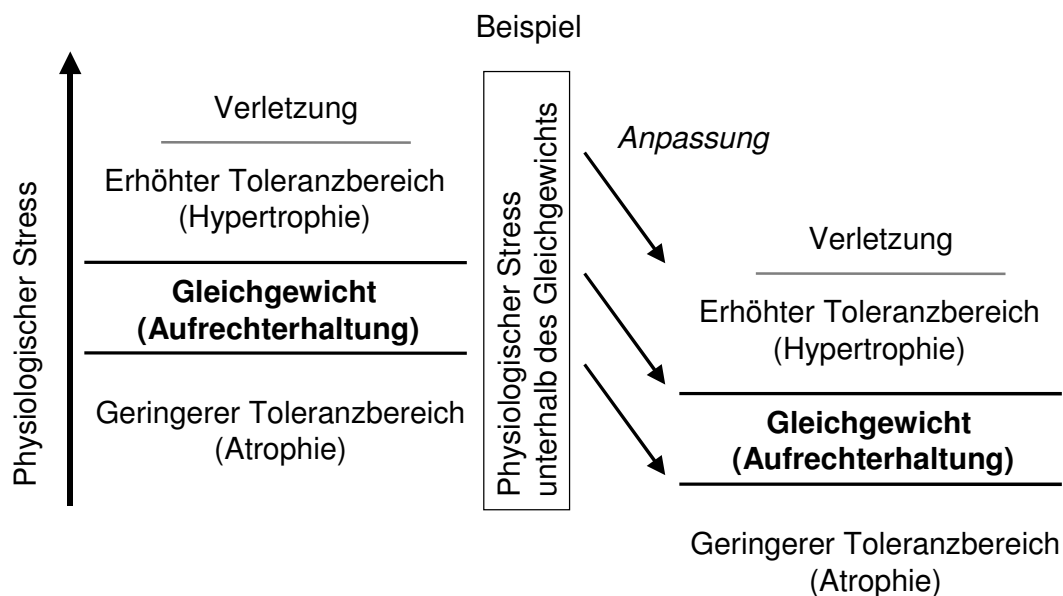 Beispiel
Physiologischer Stress
Verletzung
Erhöhter Toleranzbereich
(Hypertrophie)
Gleichgewicht
(Aufrechterhaltung)
Geringerer Toleranzbereich
(Atrophie)
Physiologischer Stress
unterhalb des Gleichgewichts
Anpassung
Verletzung
Erhöhter Toleranzbereich
(Hypertrophie)
Gleichgewicht
(Aufrechterhaltung)
Geringerer Toleranzbereich
(Atrophie)